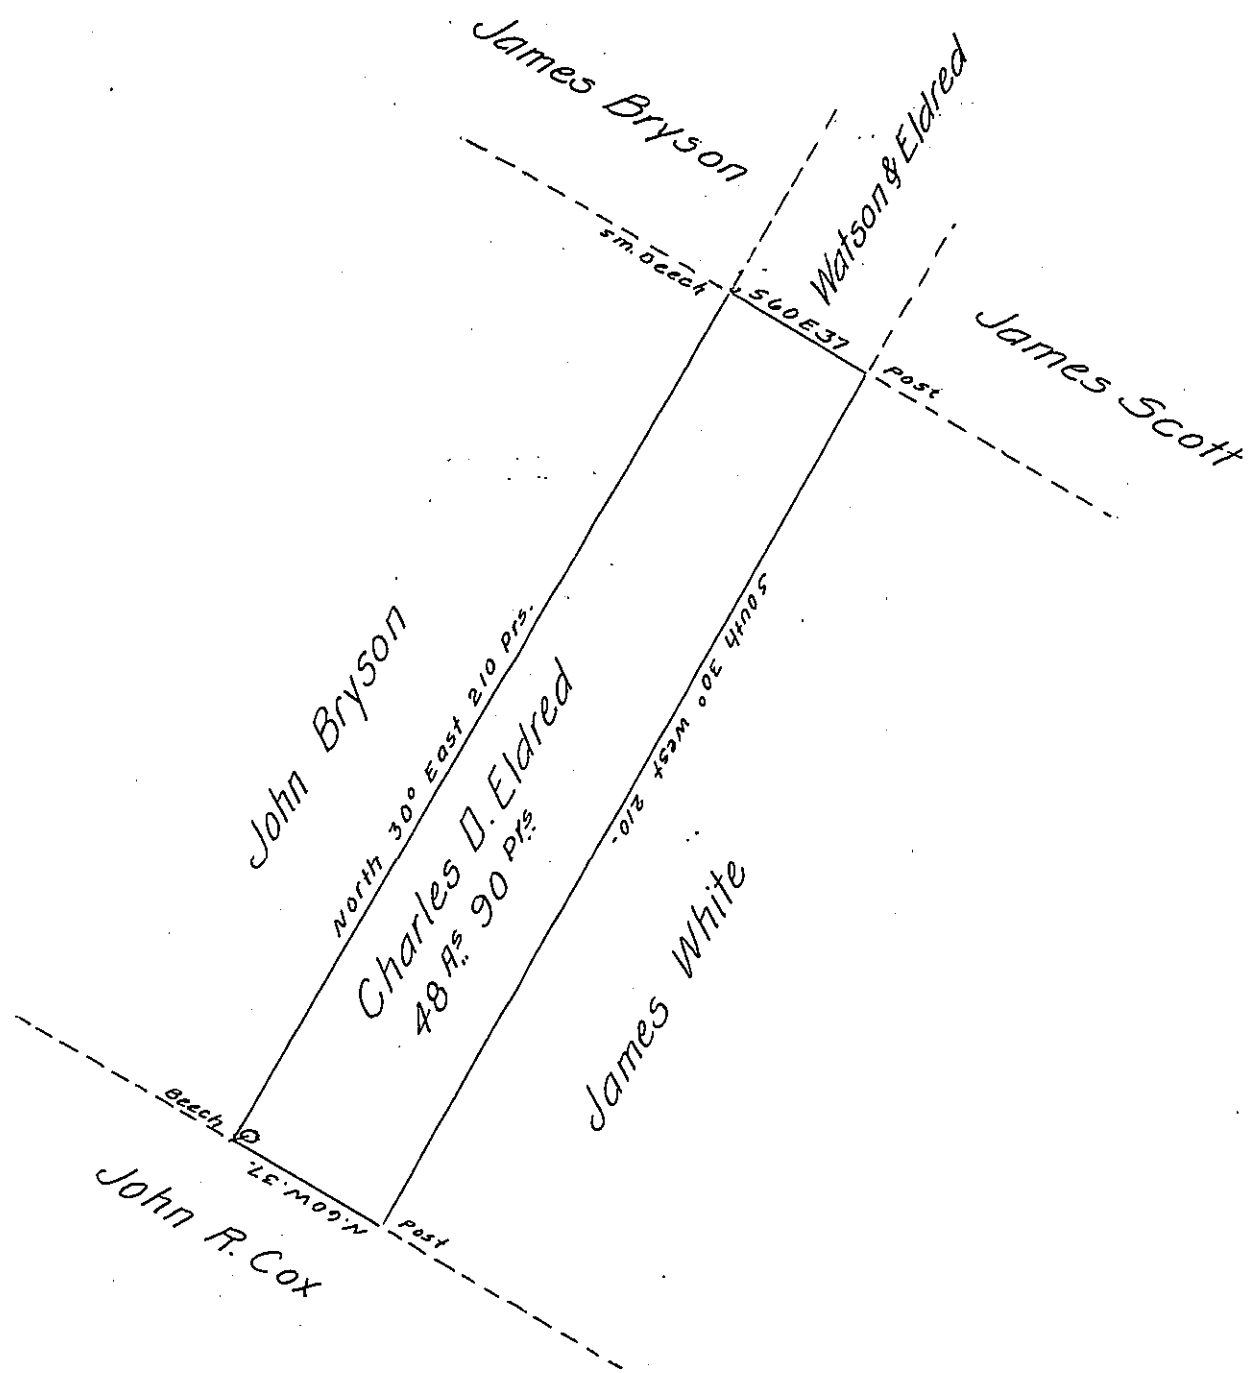 James Bryson
Watson & Eldred
sm. Beech
S60E37
Post
James Scott
John Bryson
North 30° East 210 Prs.
South 30° West 210-
Charles D. Eldred
48 As 90 Prs
James White
Beech
N.60W.37.
Post
John R. Cox